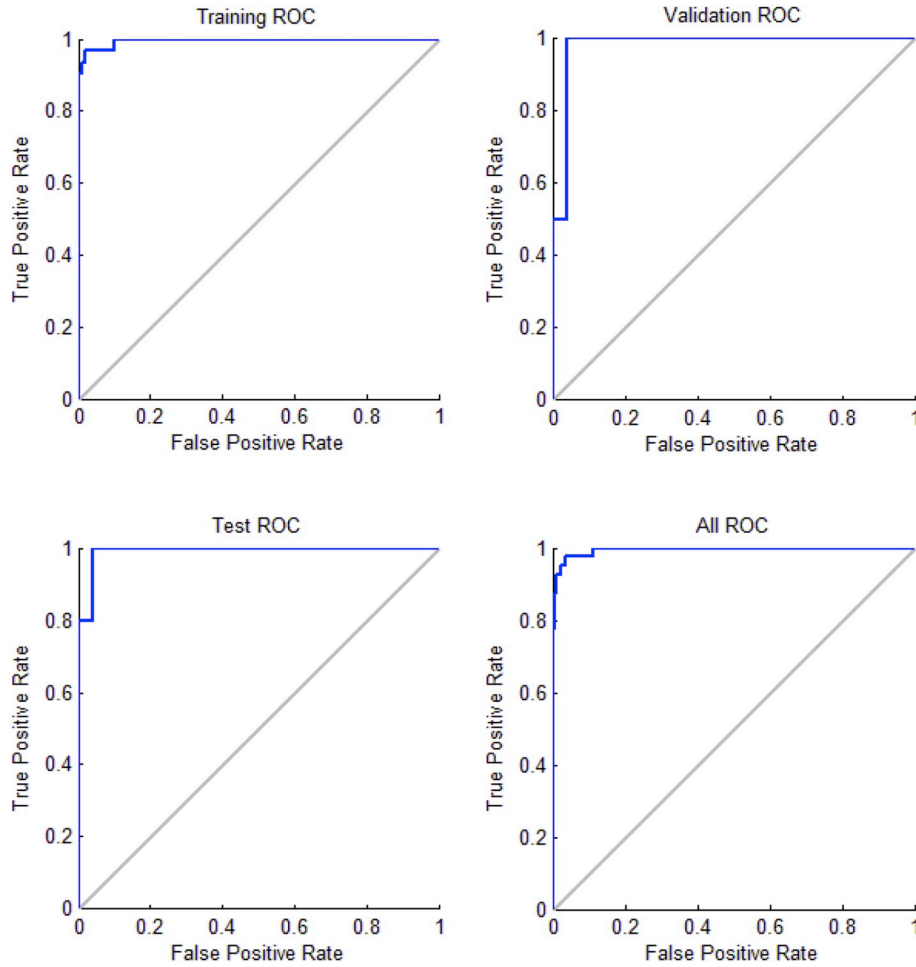 Training ROC
1
0.8
0.6
0.4
0.2
0
True Positive Rate
0 0.2 0.4 0.6 0.8 1
False Positive Rate
Validation ROC
1
0.8
0.6
0.4
0.2
0
True Positive Rate
0 0.2 0.4 0.6 0.8 1
False Positive Rate
Test ROC
1
0.8
0.6
0.4
0.2
0
True Positive Rate
0 0.2 0.4 0.6 0.8 1
False Positive Rate
All ROC
1
0.8
0.6
0.4
0.2
0
True Positive Rate
0 0.2 0.4 0.6 0.8 1
False Positive Rate